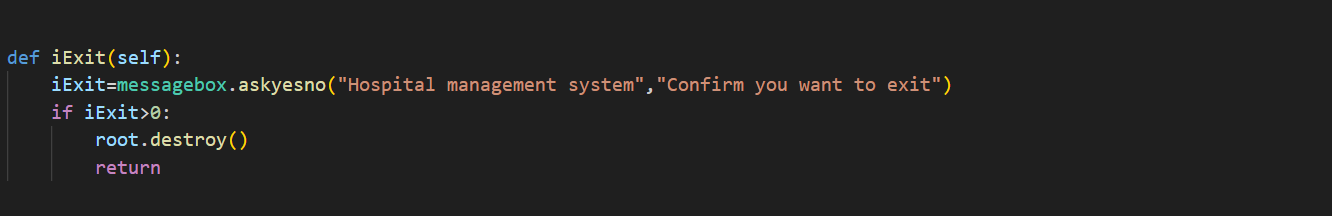 def iExit(self):
    iExit=messagebox.askyesno("Hospital management system","Confirm you want to exit")
    if iExit>0:
        root.destroy()
        return